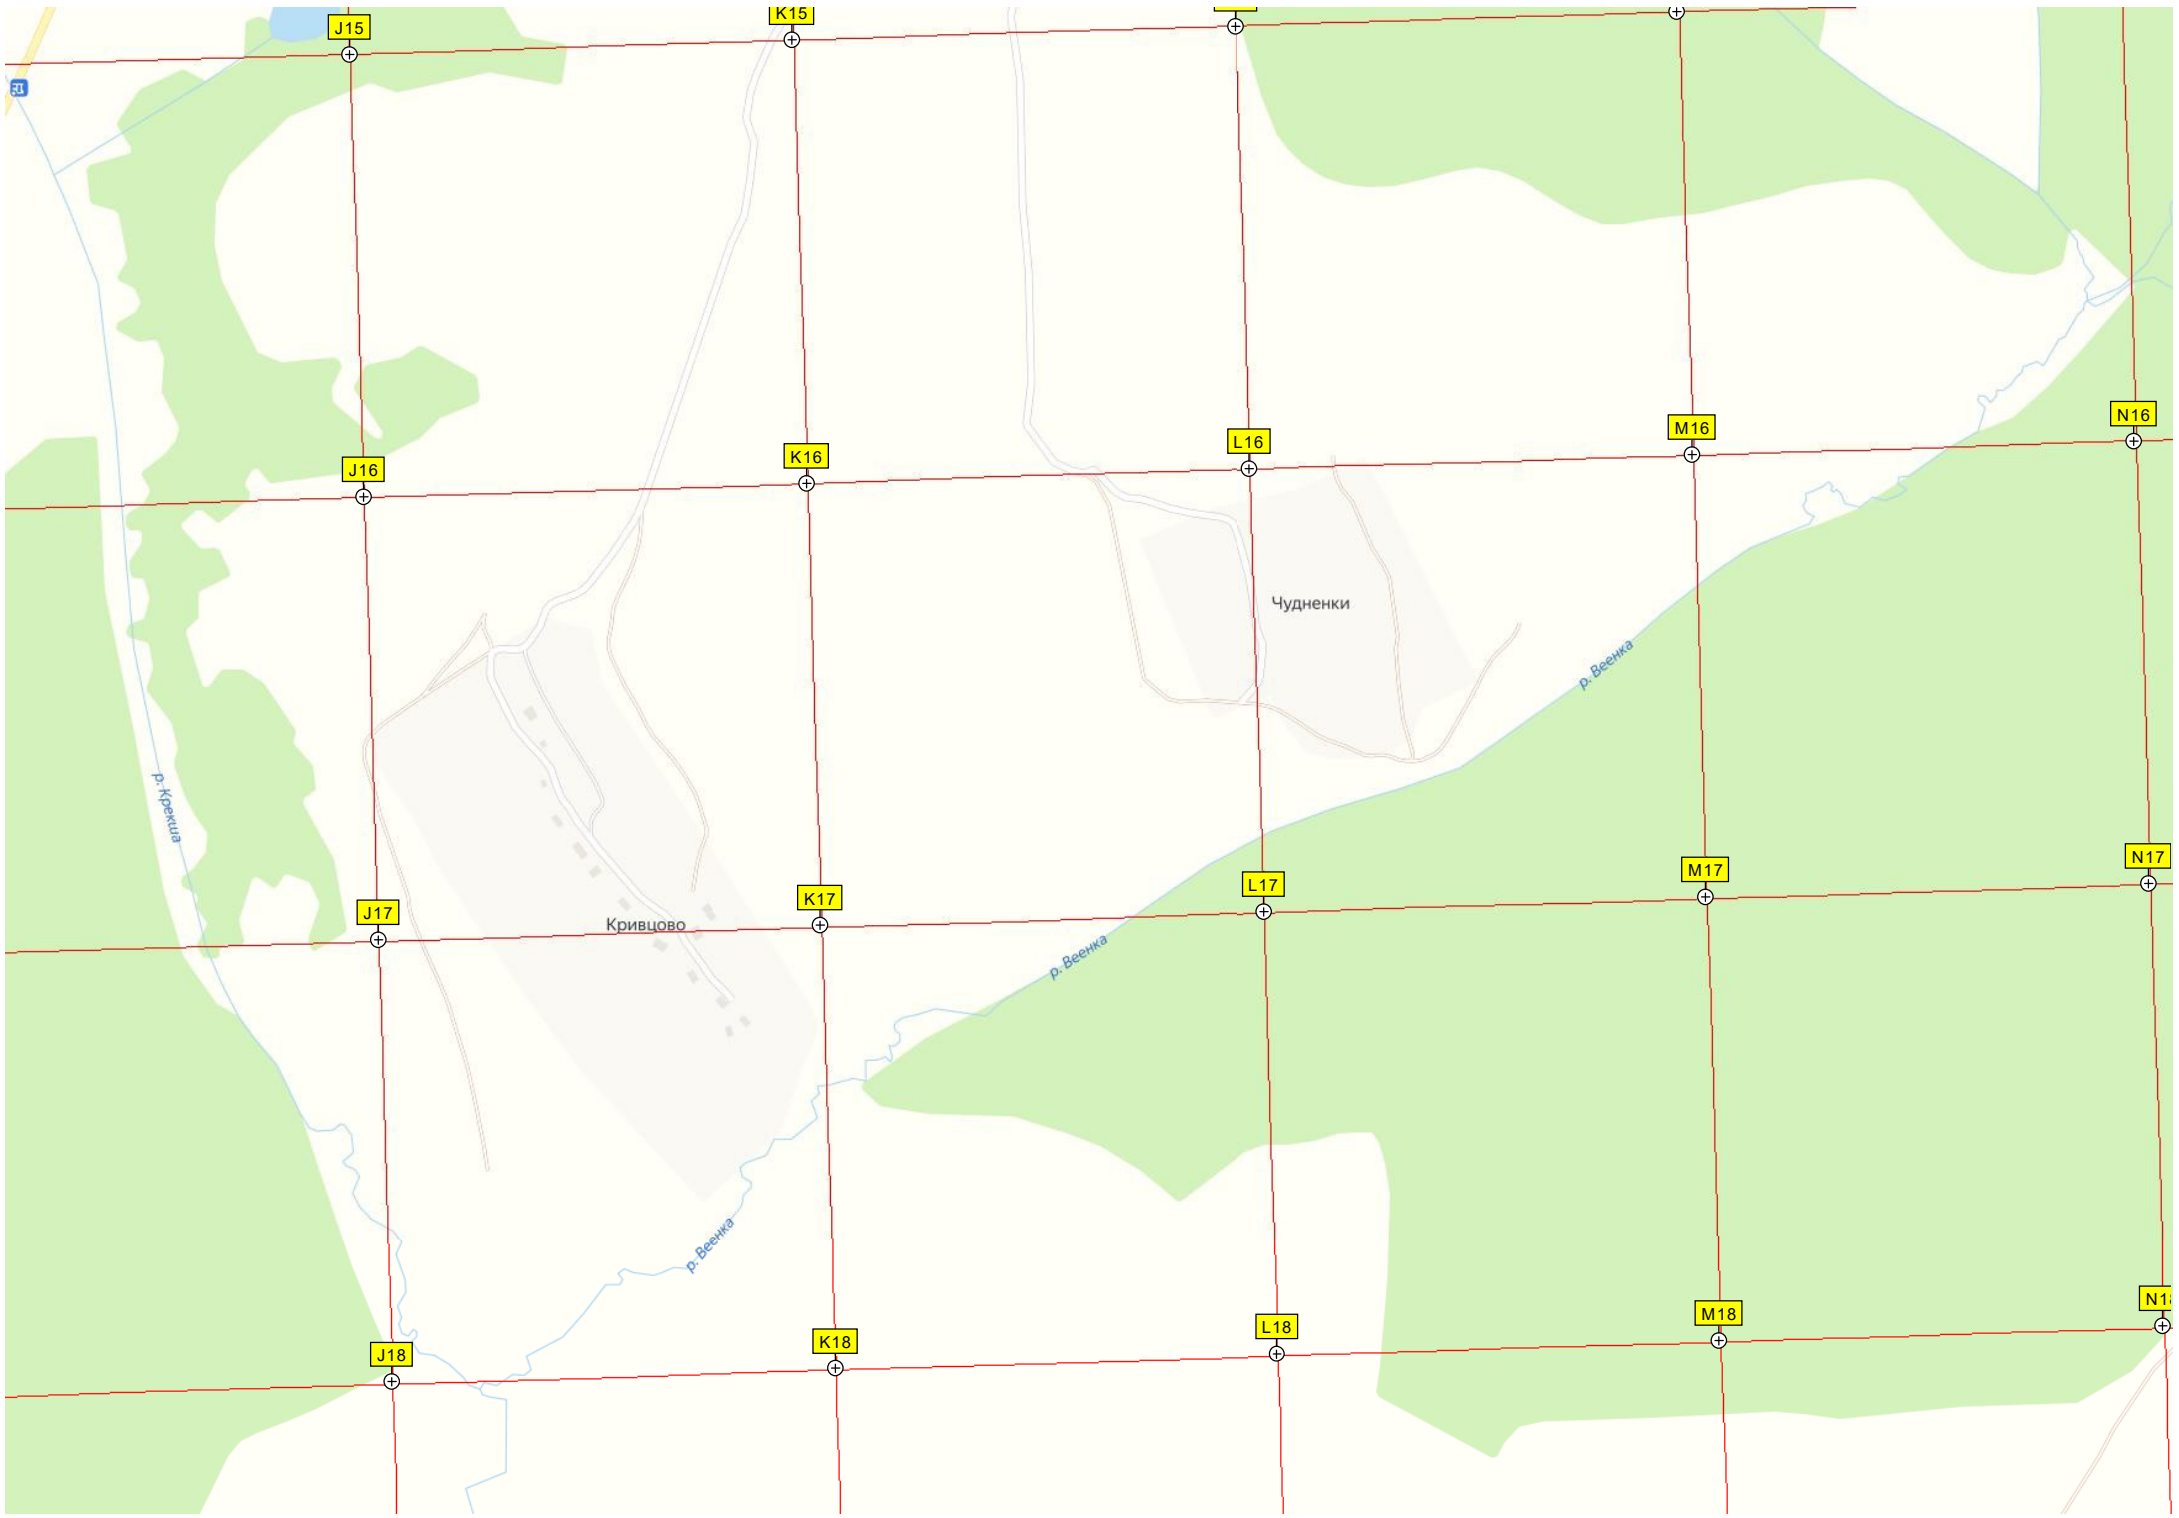 K15
J15
N16
M16
L16
K16
J16
Чудненки
р. Веенка
р. Крекша
N17
M17
L17
K17
J17
Кривцово
р. Веенка
р. Веенка
N18
M18
L18
K18
J18